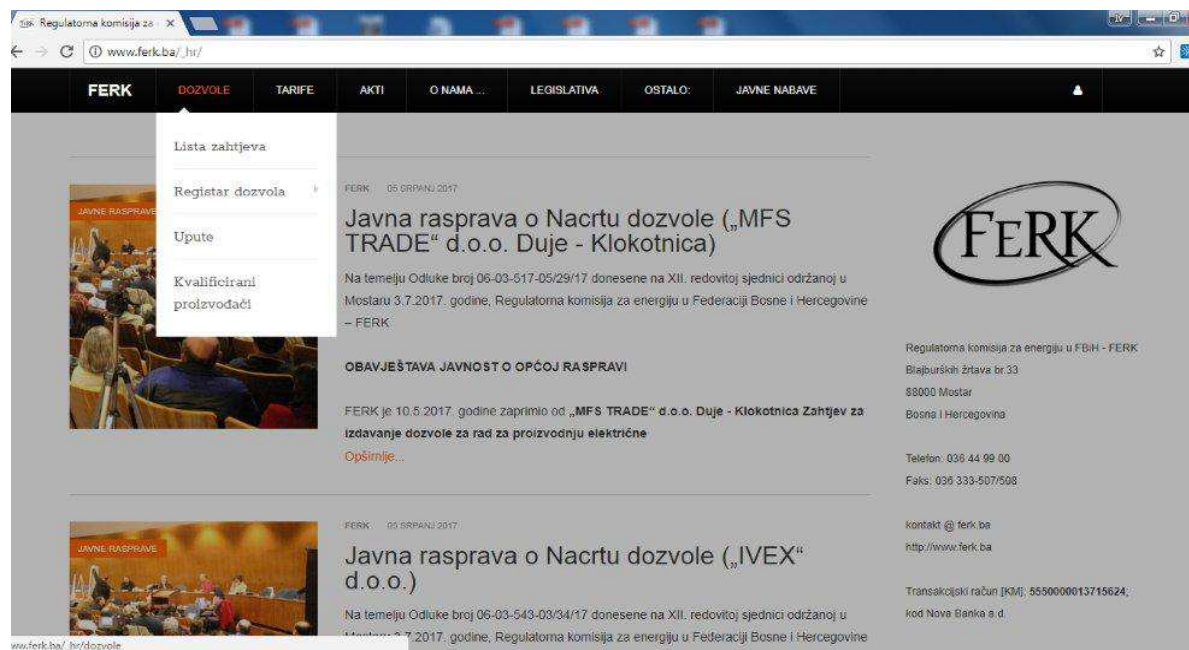 Regulatorna komisija za
www.ferk.ba/_hr/
FERK DOZVOLE TARIFE AKTI O NAMA ... LEGISLATIVA OSTALO: JAVNE NABAVE
Lista zahtjeva
Registar dozvola
Upute
Kvalificirani
proizvođači
JAVNE RASPRAVE
FERK 05 SRPANJ 2017
Javna rasprava o Nacrtu dozvole („MFS
TRADE“ d.o.o. Duje - Klokotnica)
Na temelju Odluke broj 06-03-517-05/29/17 donesene na XII. redovitoj sjednici održanoj u
Mostaru 3.7.2017. godine, Regulatorna komisija za energiju u Federaciji Bosne i Hercegovine
– FERK
OBAVJEŠTAVA JAVNOST O OPĆOJ RASPRAVI
FERK je 10.5.2017. godine zaprimio od „MFS TRADE“ d.o.o. Duje - Klokotnica Zahtjev za
izdavanje dozvole za rad za proizvodnju električne
Opširnije...
JAVNE RASPRAVE
FERK 05 SRPANJ 2017
Javna rasprava o Nacrtu dozvole („IVEX“
d.o.o.)
Na temelju Odluke broj 06-03-543-03/34/17 donesene na XII. redovitoj sjednici održanoj u
Mostaru 3.7.2017. godine, Regulatorna komisija za energiju u Federaciji Bosne i Hercegovine
FERK
Regulatorna komisija za energiju u FBiH - FERK
Blajburških žrtava br.33
88000 Mostar
Bosna i Hercegovina
Telefon: 036 44 99 00
Faks: 036 333-507/508
kontakt @ ferk.ba
http://www.ferk.ba
Transakcijski račun [KM]: 5550000013715624;
kod Nova Banka a.d.
www.ferk.ba/_hr/dozvole